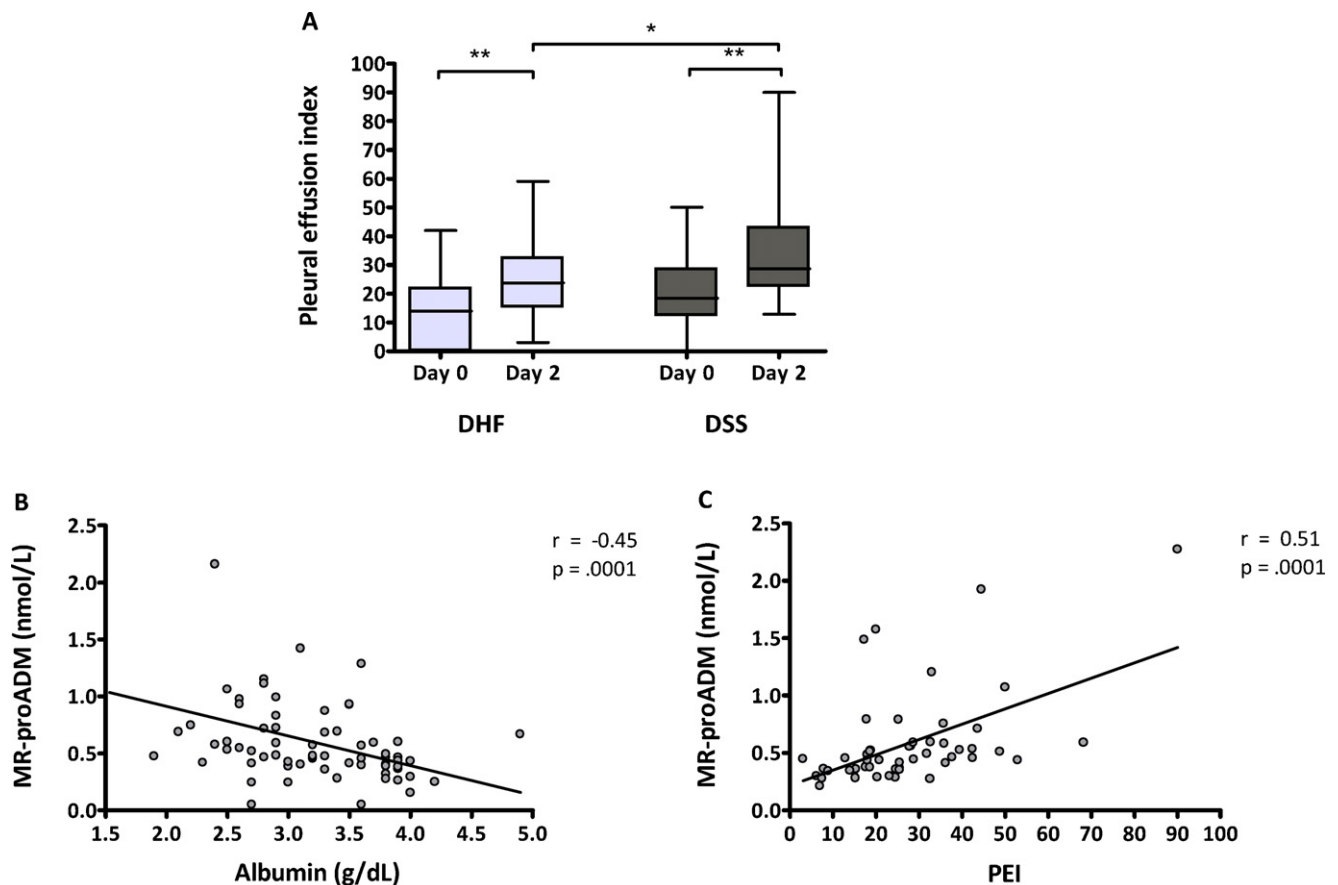 A
** * **
Pleural effusion index
100
90
80
70
60
50
40
30
20
10
0
Day 0 Day 2 Day 0 Day 2
DHF DSS
B
MR-proADM (nmol/L)
2.5
2.0
1.5
1.0
0.5
0.0
1.5 2.0 2.5 3.0 3.5 4.0 4.5 5.0
Albumin (g/dL)
r = -0.45
p = .0001
C
MR-proADM (nmol/L)
2.5
2.0
1.5
1.0
0.5
0.0
0 10 20 30 40 50 60 70 80 90 100
PEI
r = 0.51
p = .0001